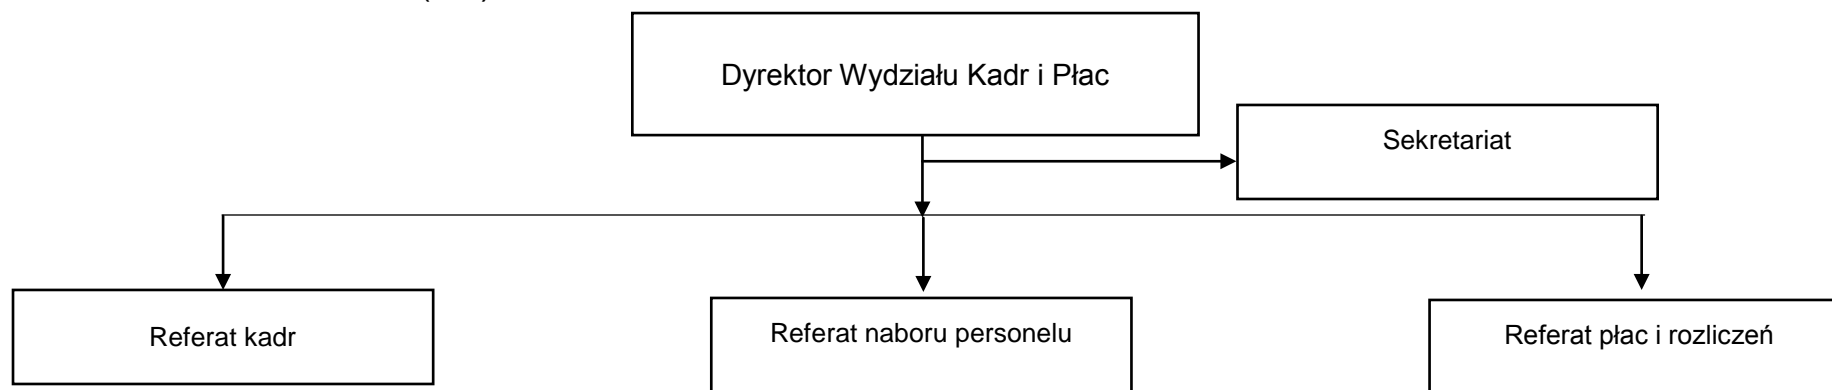 Dyrektor Wydziału Kadr i Płac
Sekretariat
Referat kadr
Referat naboru personelu
Referat płac i rozliczeń